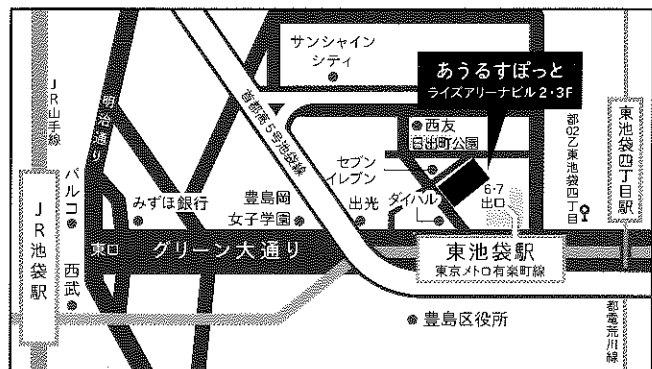 サンシャイン
シティ
あうるすぽっと
ライズアリーナビル2・3F
JR山手線
明治通り
首都高5号池袋線
西友
日出町公園
セブン
イレブン
ダイハツ
6・7
出口
都02乙東池袋四丁目
東池袋四丁目駅
パルコ
みずほ銀行
豊島岡
女子学園
出光
JR池袋駅
東口
グリーン大通り
東池袋駅
東京メトロ有楽町線
西武
豊島区役所
都電荒川線